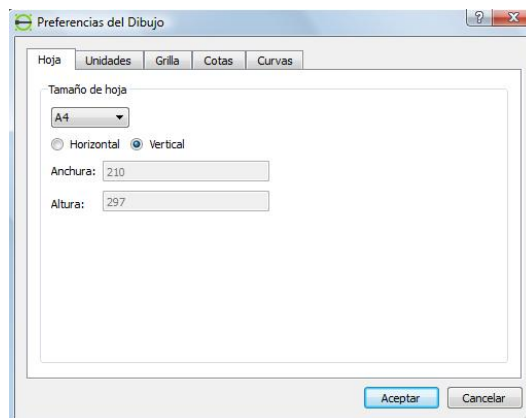 Preferencias del Dibujo
Hoja Unidades Grilla Cotas Curvas
Tamaño de hoja
A4
Horizontal Vertical
Anchura: 210
Altura: 297
Aceptar Cancelar